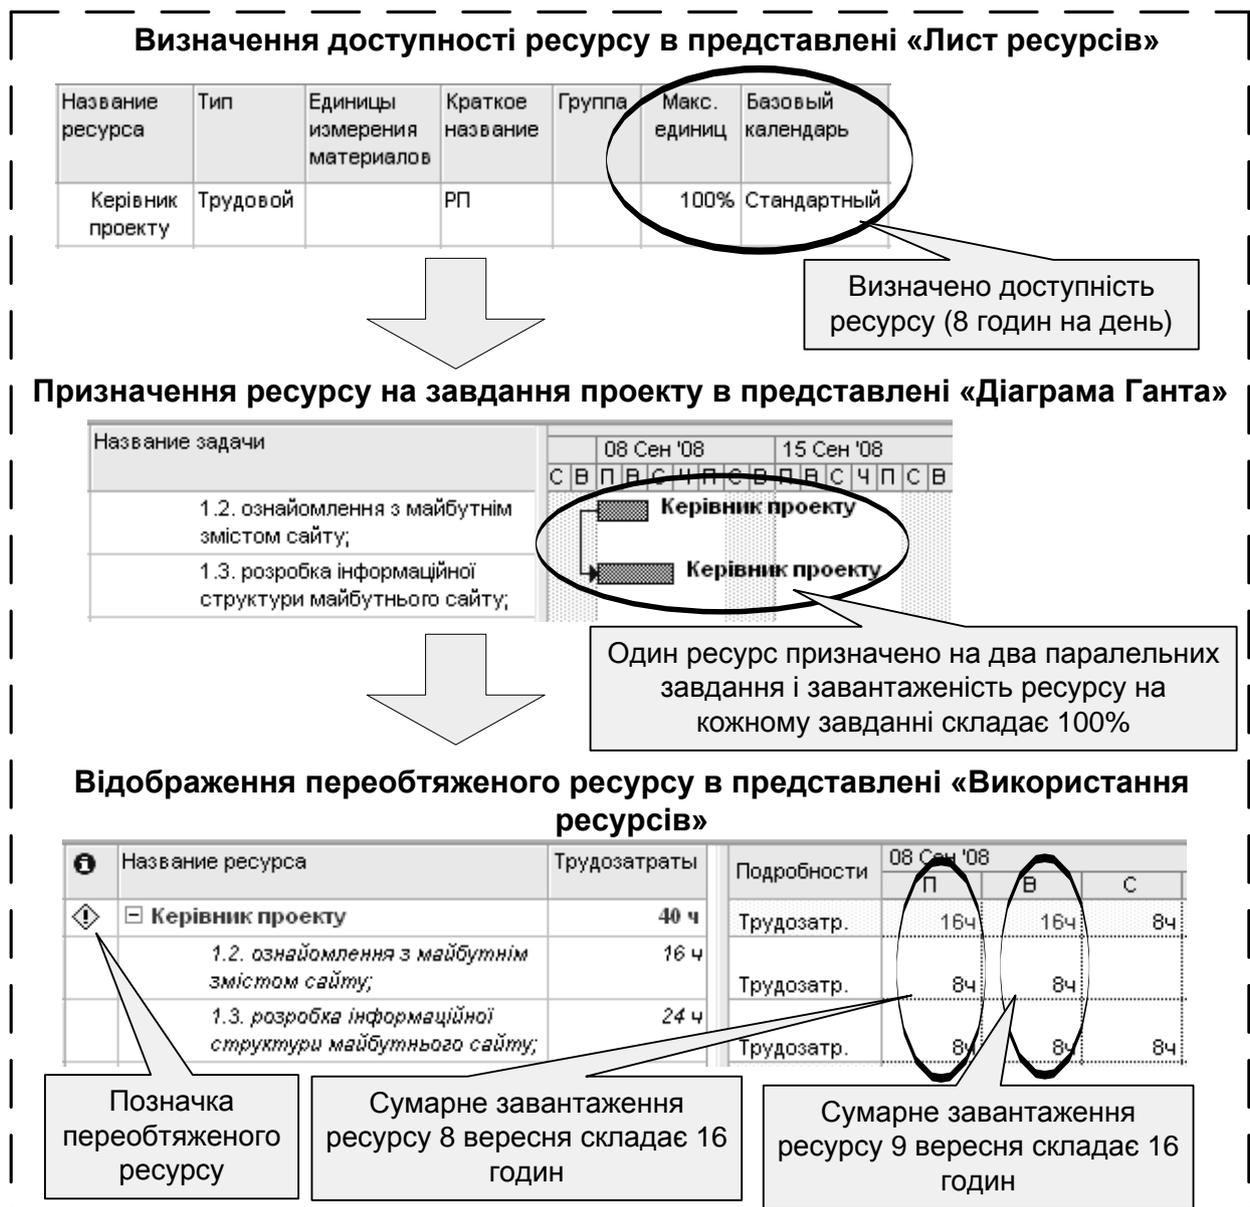 Визначення доступності ресурсу в представлені «Лист ресурсів»
Название ресурса
Тип
Единицы измерения материалов
Краткое название
Группа
Макс. единиц
Базовый календарь
Керівник проекту
Трудовой
РП
100%
Стандартный
Визначено доступність
ресурсу (8 годин на день)
Призначення ресурсу на завдання проекту в представлені «Діаграма Ганта»
Название задачи
08 Сен '08
15 Сен '08
С В П В С Ч П С В П В С Ч П С В
1.2. ознайомлення з майбутнім
змістом сайту;
Керівник проекту
1.3. розробка інформаційної
структури майбутнього сайту;
Керівник проекту
Один ресурс призначено на два паралельних
завдання і завантаженість ресурсу на
кожному завданні складає 100%
Відображення переобтяженого ресурсу в представлені «Використання
ресурсів»
Название ресурса
Трудозатраты
Подробности
08 Сен '08
П В С
Керівник проекту
40 ч
Трудозатр.
16ч 16ч 8ч
1.2. ознайомлення з майбутнім
змістом сайту;
16 ч
Трудозатр.
8ч 8ч
1.3. розробка інформаційної
структури майбутнього сайту;
24 ч
Трудозатр.
8ч 8ч 8ч
Позначка
переобтяженого
ресурсу
Сумарне завантаження
ресурсу 8 вересня складає 16
годин
Сумарне завантаження
ресурсу 9 вересня складає 16
годин